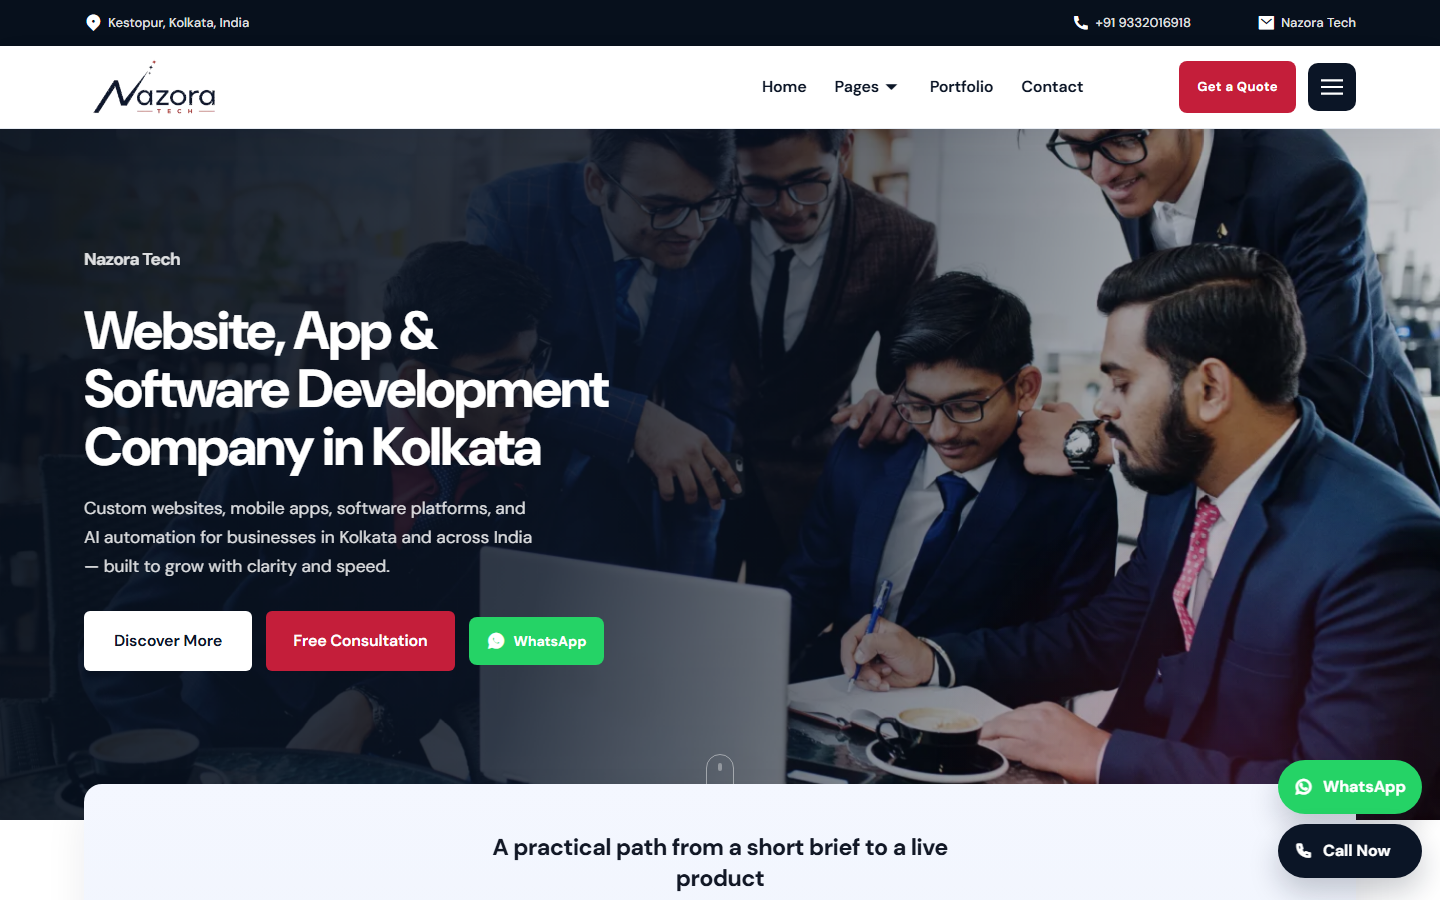 Kestopur, Kolkata, India
+91 9332016918
Nazora Tech
Nazora
TECH
Home
Pages
Portfolio
Contact
Get a Quote
Nazora Tech
Website, App &
Software Development
Company in Kolkata
Custom websites, mobile apps, software platforms, and
AI automation for businesses in Kolkata and across India
— built to grow with clarity and speed.
Discover More
Free Consultation
WhatsApp
WhatsApp
Call Now
A practical path from a short brief to a live
product